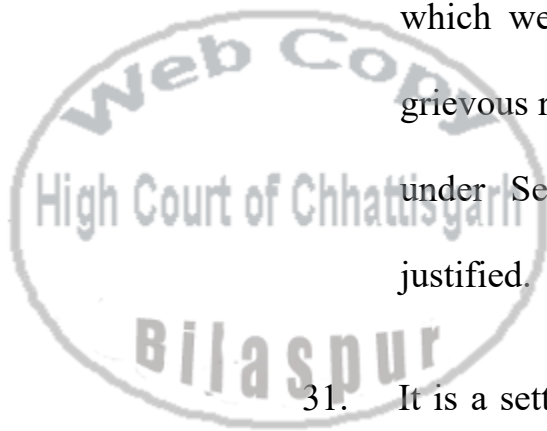 which we
Web Copy
grievous
High Court of Chhattisgarh
under Se
justified.
Bilaspur
31. It is a sett